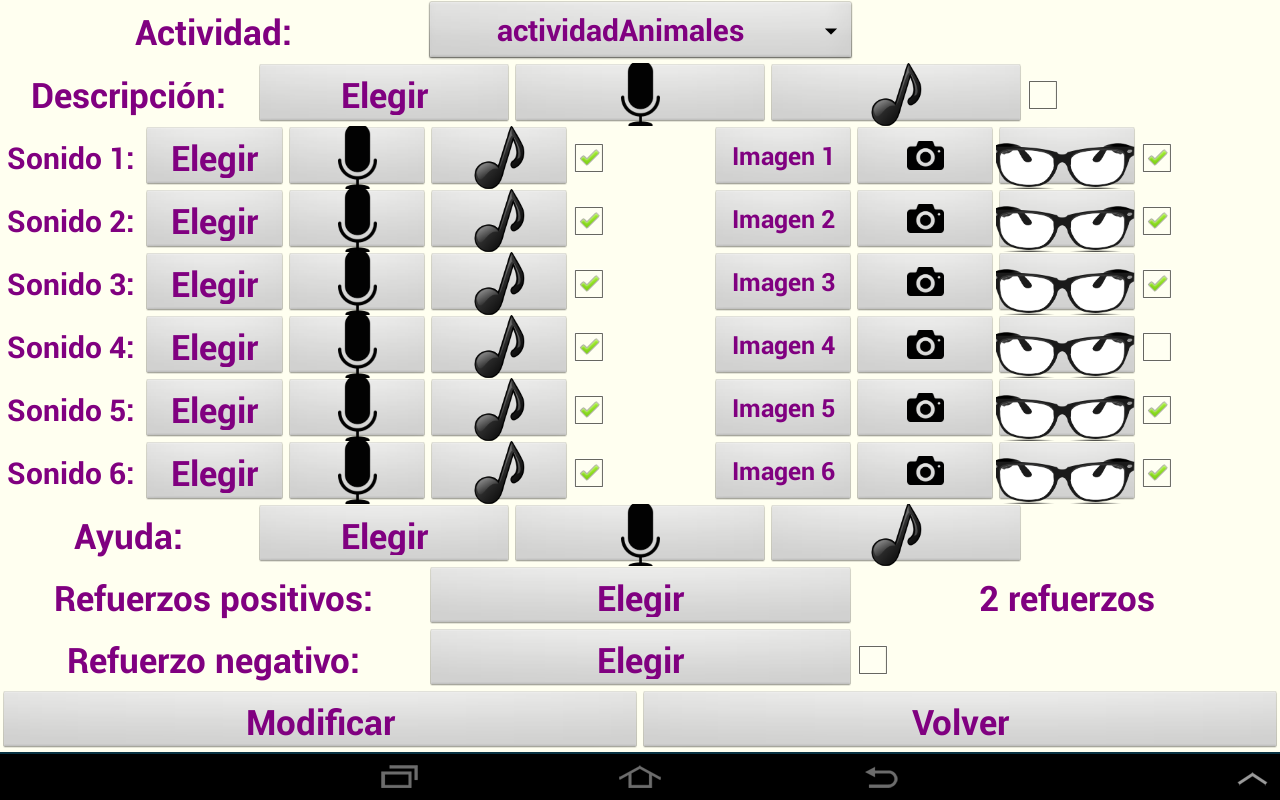 Actividad: actividadAnimales
Descripción: Elegir
Sonido 1: Elegir Imagen 1
Sonido 2: Elegir Imagen 2
Sonido 3: Elegir Imagen 3
Sonido 4: Elegir Imagen 4
Sonido 5: Elegir Imagen 5
Sonido 6: Elegir Imagen 6
Ayuda: Elegir
Refuerzos positivos: Elegir 2 refuerzos
Refuerzo negativo: Elegir
Modificar Volver